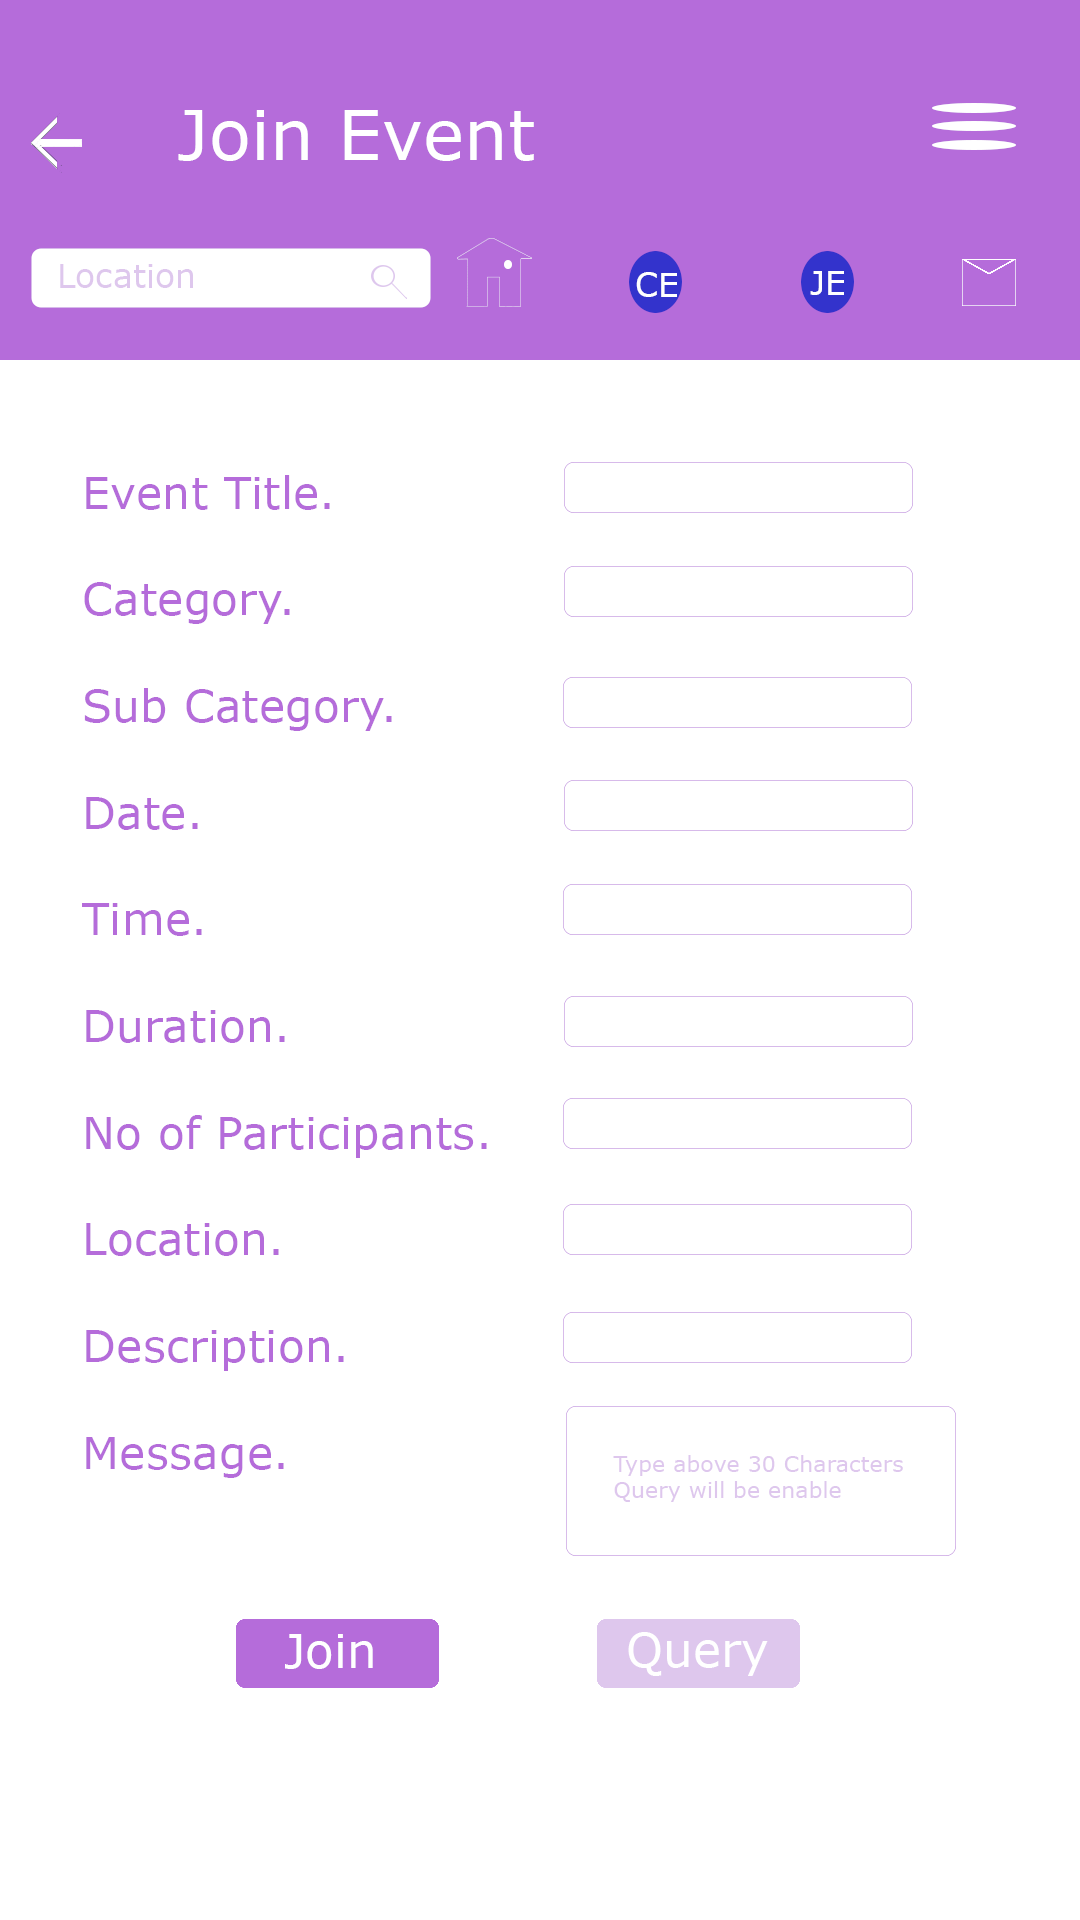 Join Event
Location
CE
JE
Event Title.
Category.
Sub Category.
Date.
Time.
Duration.
No of Participants.
Location.
Description.
Message.
Type above 30 Characters
Query will be enable
Join
Query